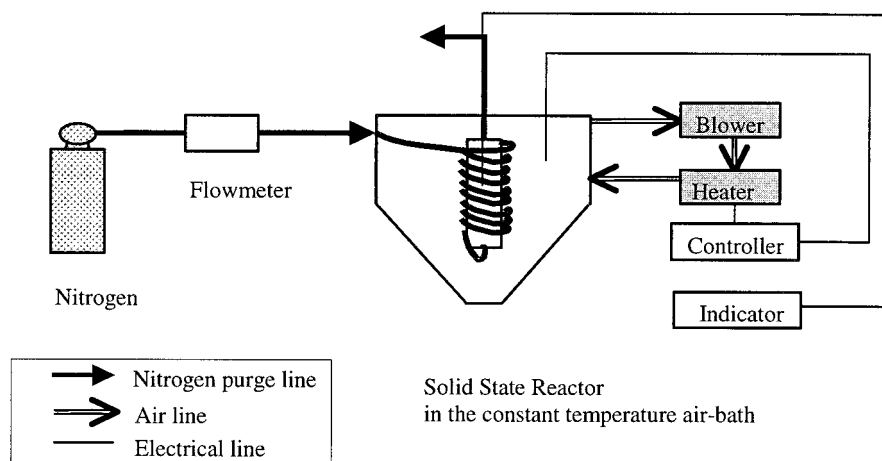 Blower
Flowmeter
Heater
Controller
Nitrogen
Indicator
Nitrogen purge line
Air line
Electrical line
Solid State Reactor
in the constant temperature air-bath